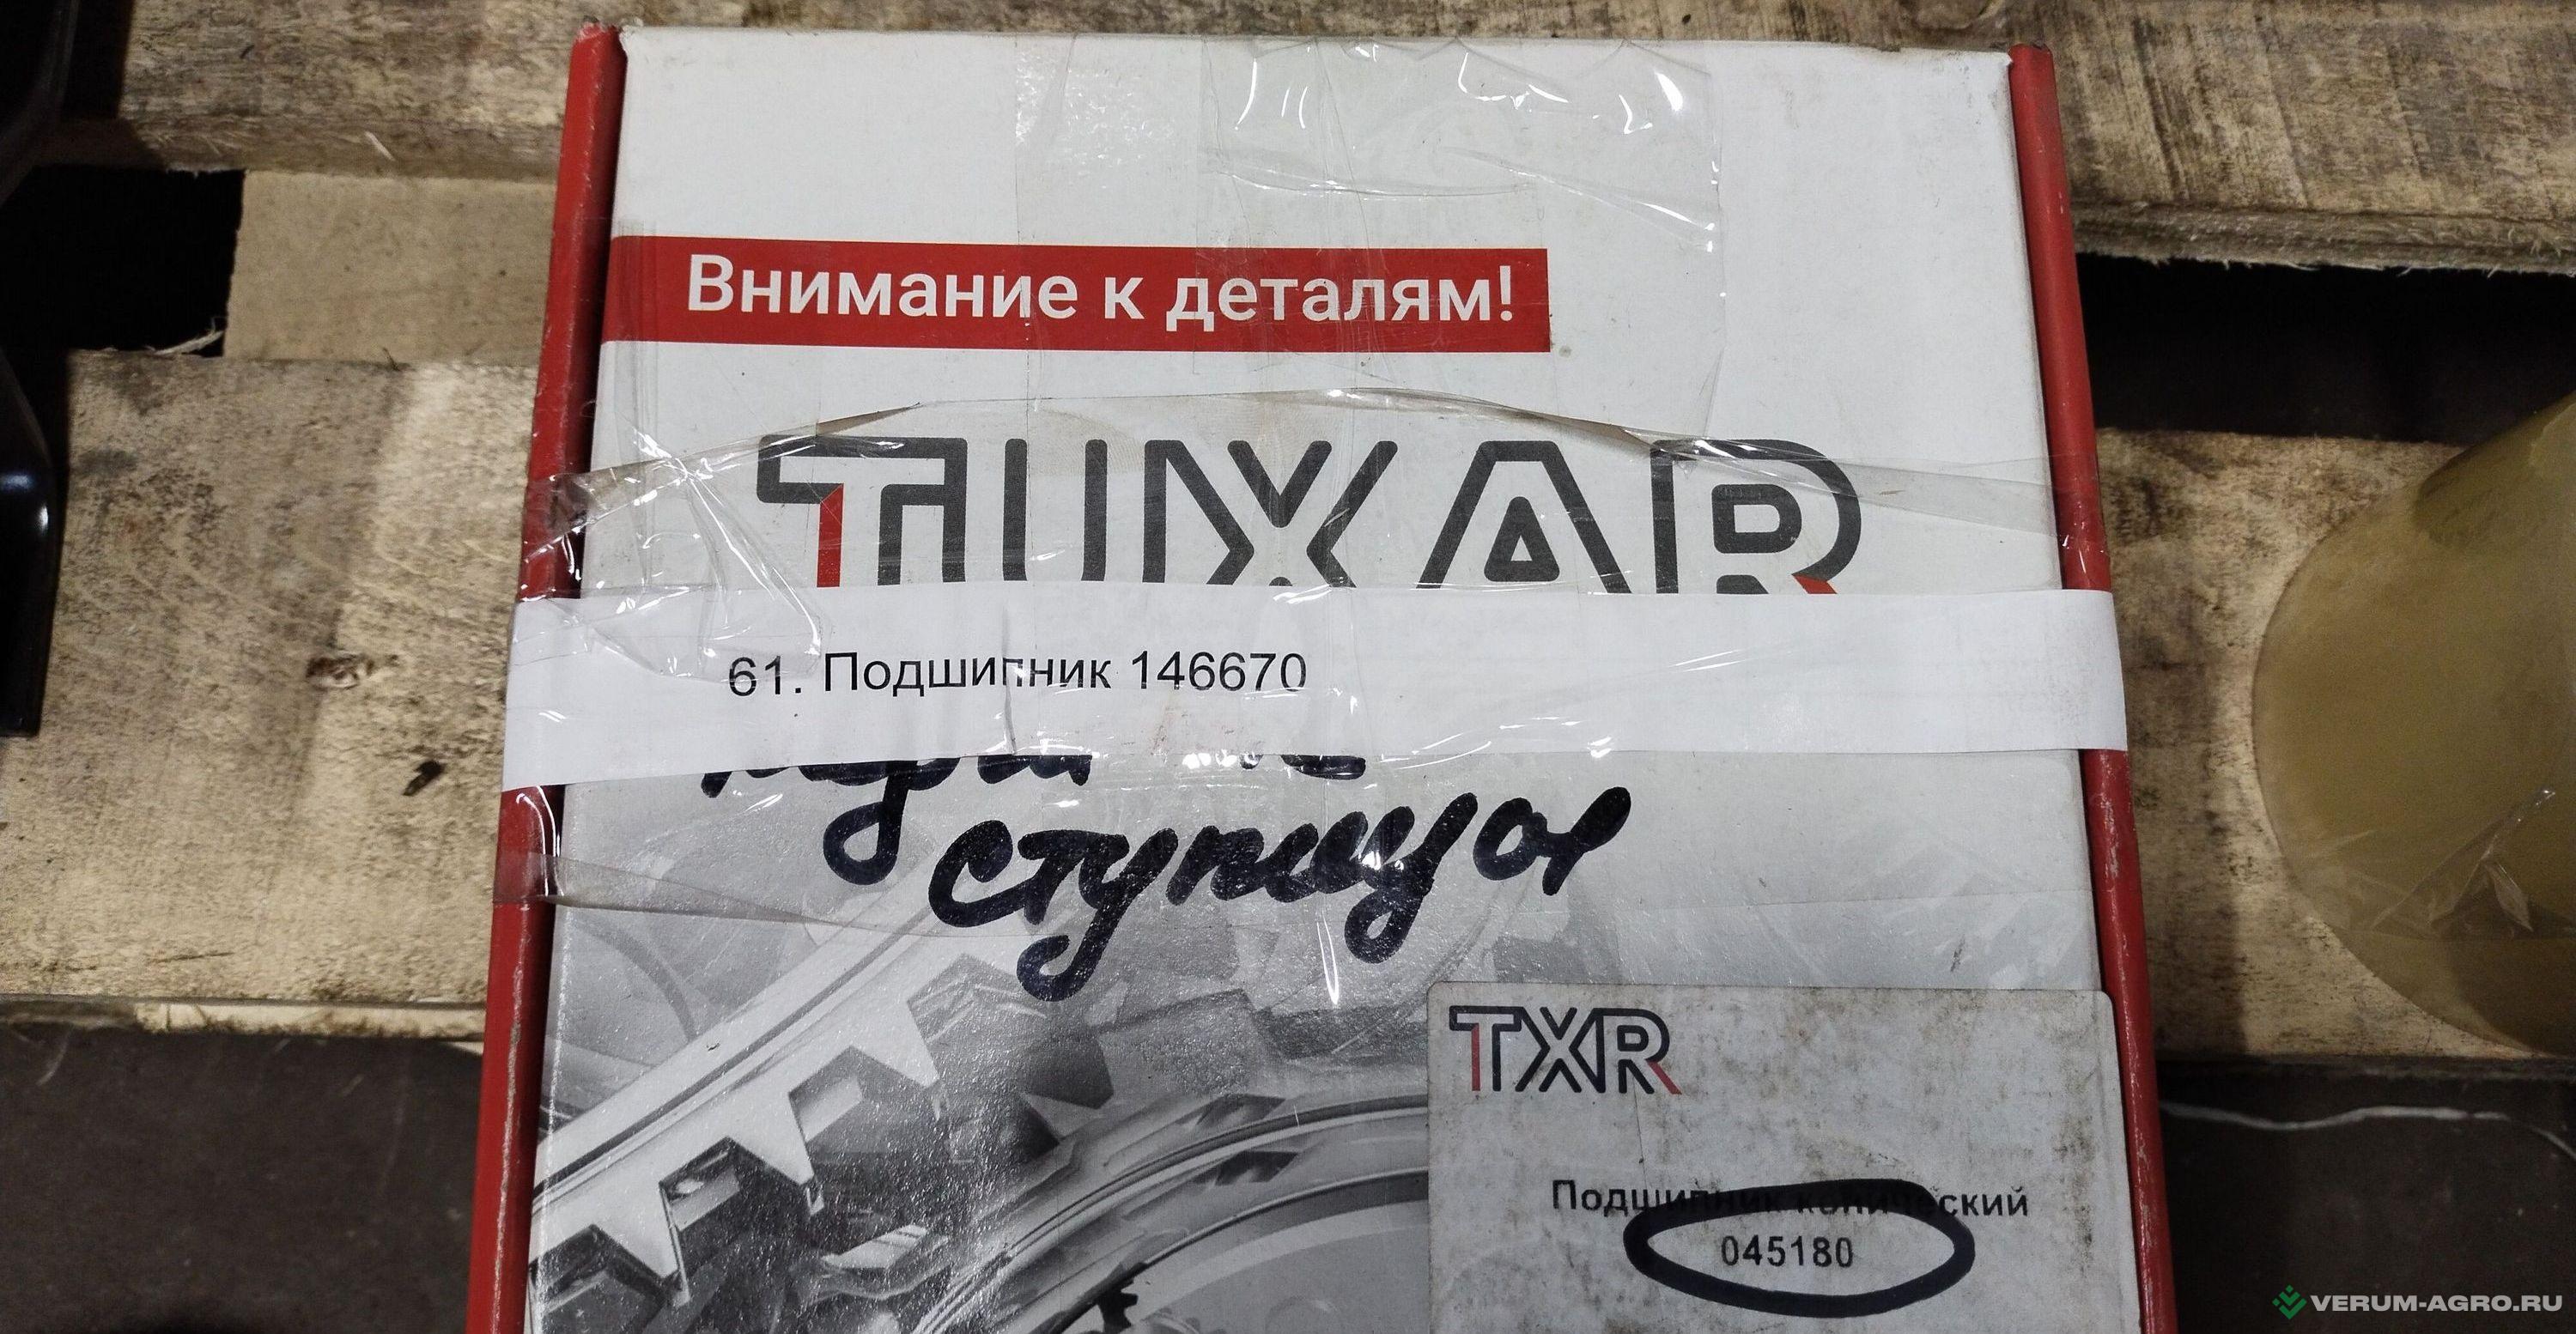 Внимание к деталям!
TUXAR
61. Подшипник 146670
ступицы
TXR
Подшипник конический
045180
VERUM-AGRO.RU